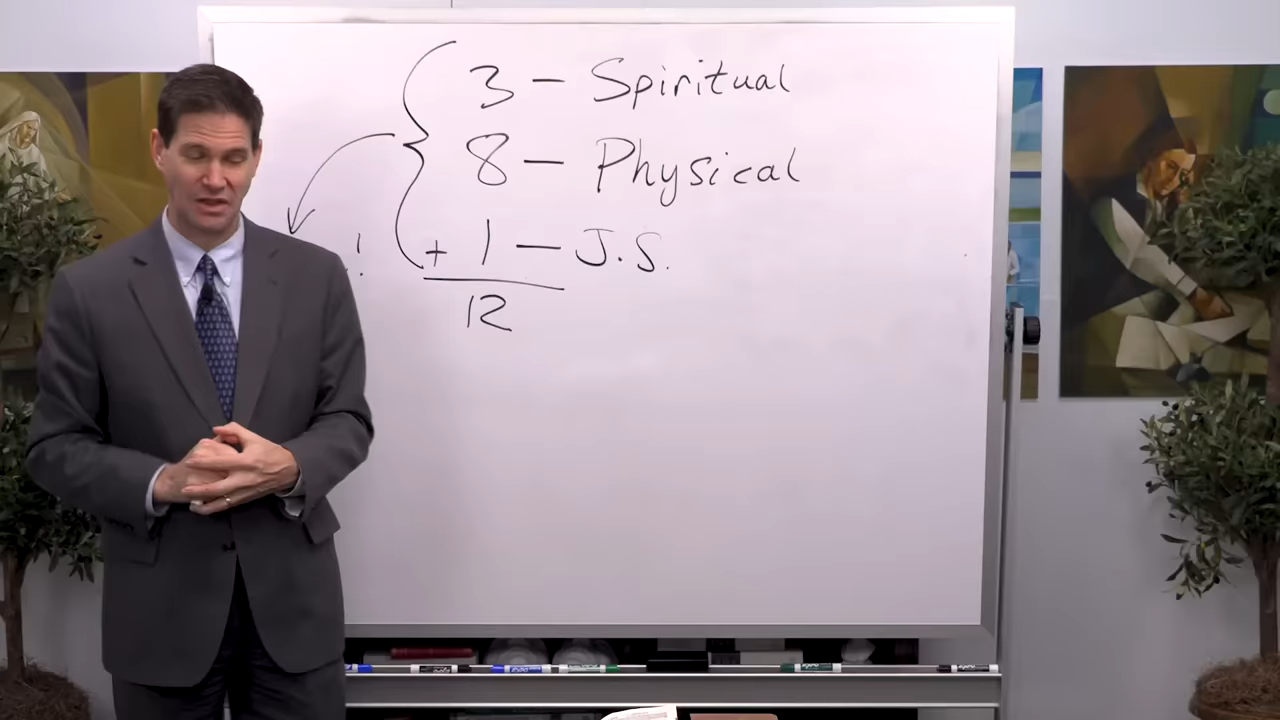 3 - Spiritual
8 - Physical
+ 1 - J.S.
12
!